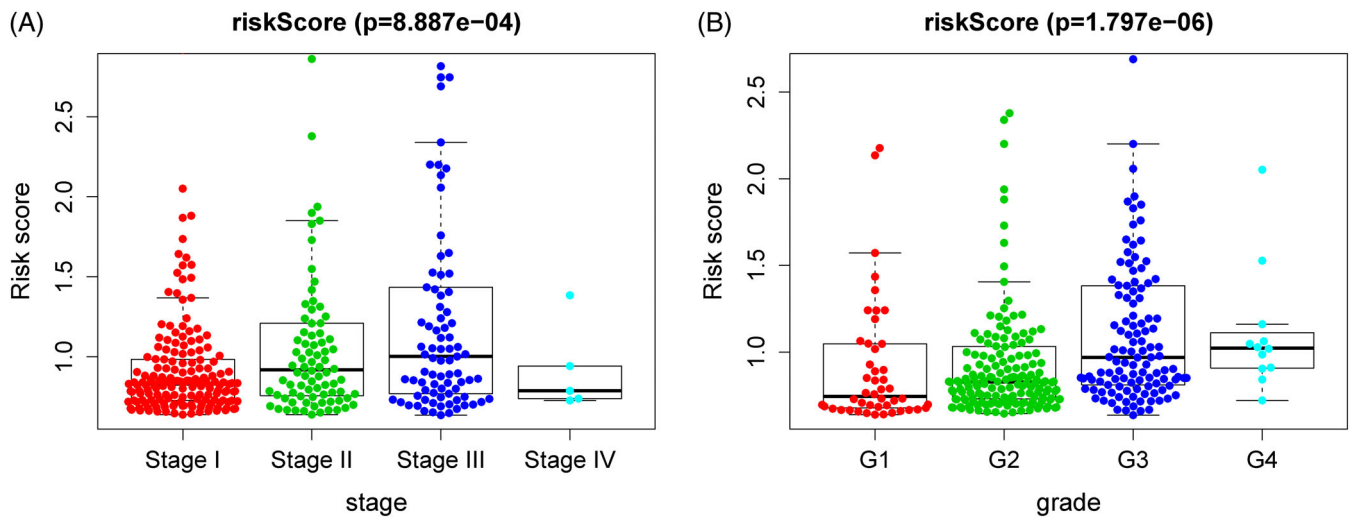 (A)
riskScore (p=8.887e−04)
Risk score
2.5
2.0
1.5
1.0
Stage I
Stage II
Stage III
Stage IV
stage
(B)
riskScore (p=1.797e−06)
Risk score
2.5
2.0
1.5
1.0
G1
G2
G3
G4
grade